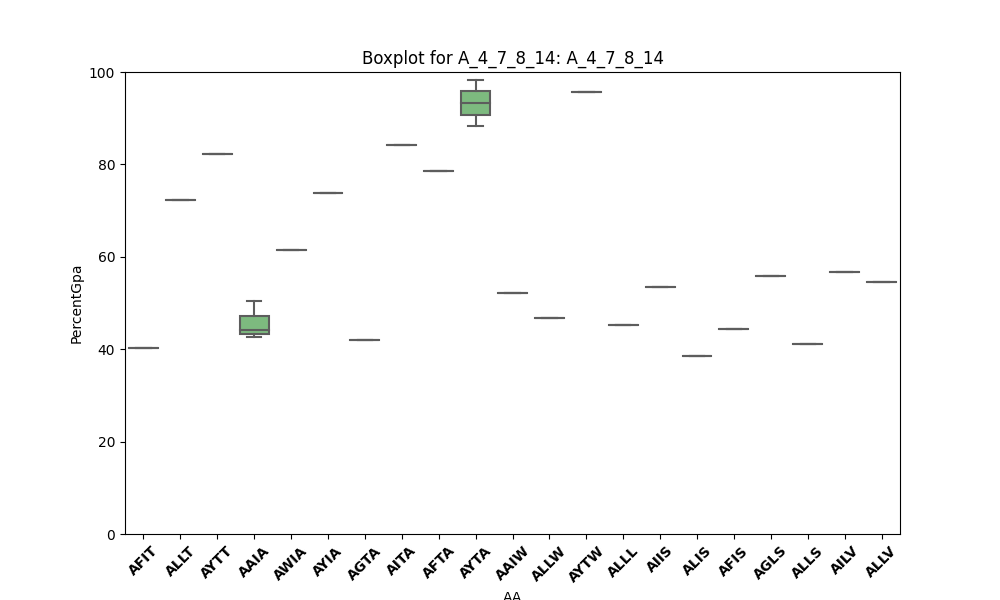 Boxplot for A_4_7_8_14: A_4_7_8_14
100
80
60
40
20
0
PercentGpa
AFIT ALLT AYTT AAIA AWIA AYIA AGTA AITA AFTA AYTA AAIW ALLW AYTW ALLL AIIS ALIS AFIS AGLS ALLS AILV ALLV
AA